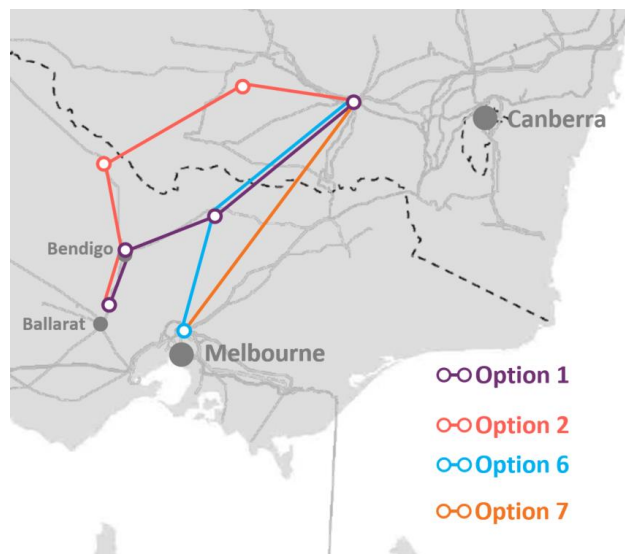 Canberra
Bendigo
Ballarat
Melbourne
Option 1
Option 2
Option 6
Option 7